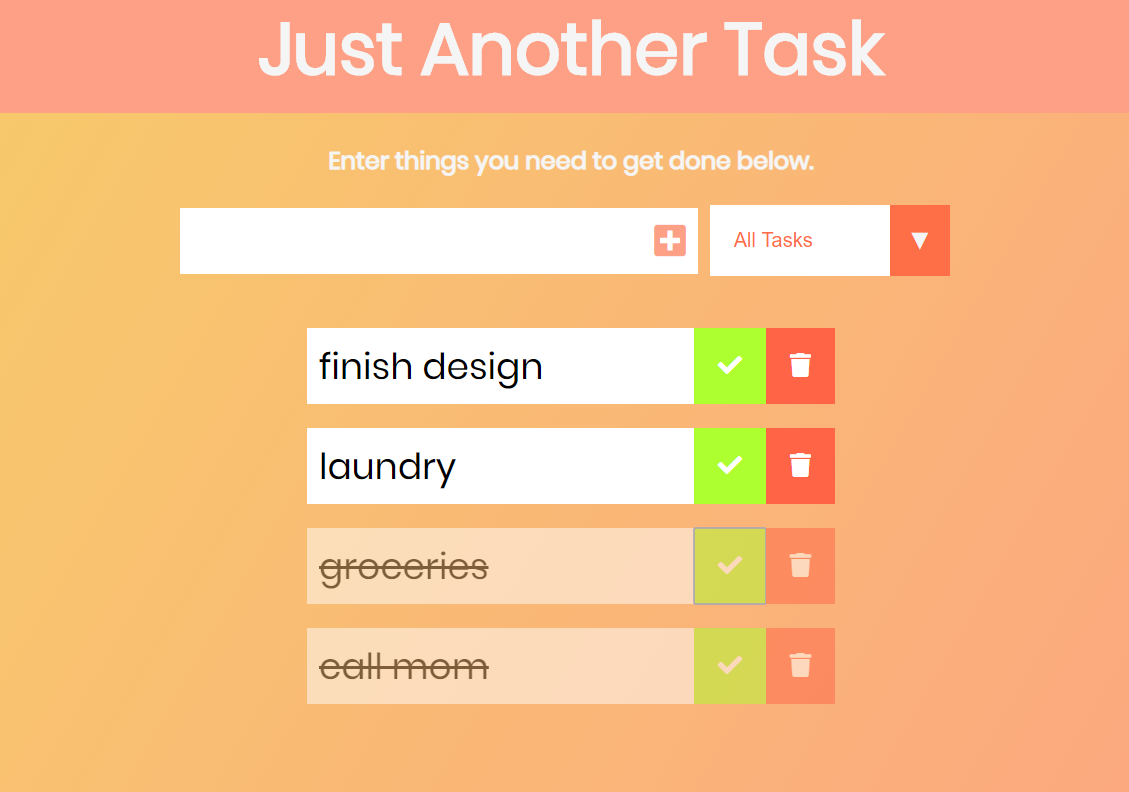 Just Another Task
Enter things you need to get done below.
All Tasks ▼
finish design
laundry
groceries
call mom